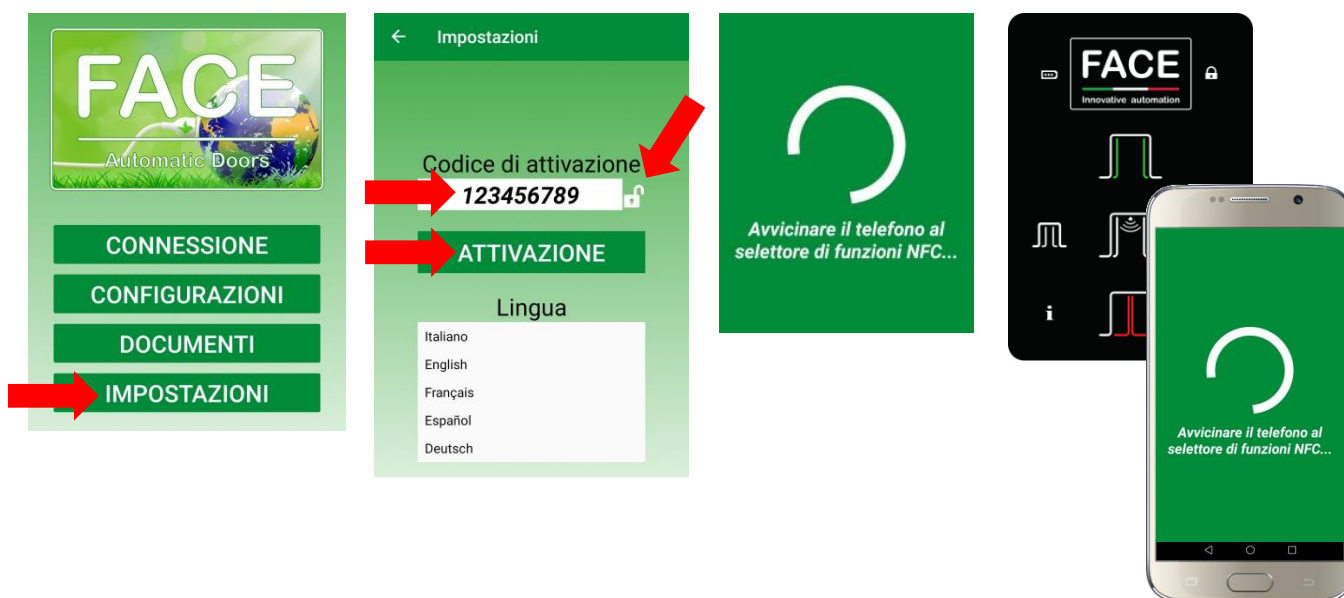 FACE
Automatic Doors
CONNESSIONE
CONFIGURAZIONI
DOCUMENTI
IMPOSTAZIONI
Impostazioni
Codice di attivazione
123456789
ATTIVAZIONE
Lingua
Italiano
English
Français
Español
Deutsch
Avvicinare il telefono al
selettore di funzioni NFC...
FACE
Innovative automation
i
Avvicinare il telefono al
selettore di funzioni NFC...